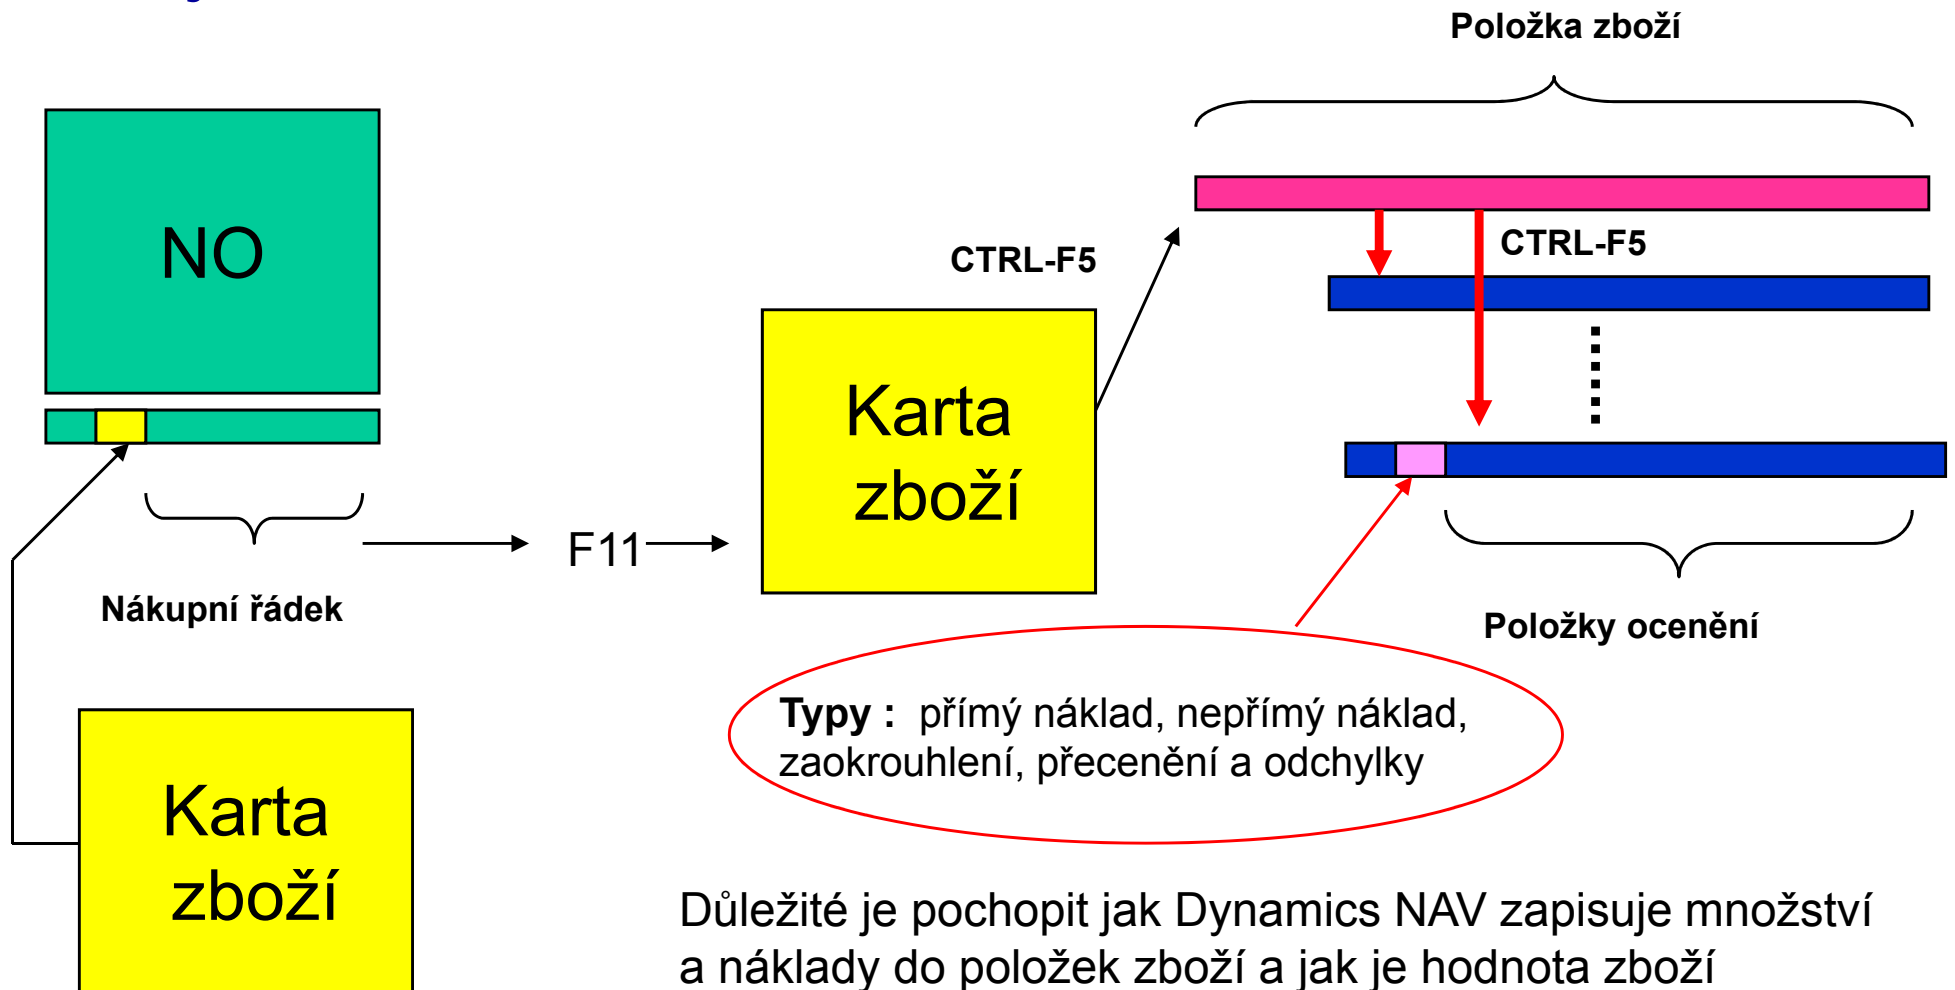 Položka zboží
NO
CTRL-F5
CTRL-F5
Karta
zboží
F11
Nákupní řádek
Položky ocenění
Typy : přímý náklad, nepřímý náklad,
zaokrouhlení, přecenění a odchylky
Karta
zboží
Důležité je pochopit jak Dynamics NAV zapisuje množství
a náklady do položek zboží a jak je hodnota zboží